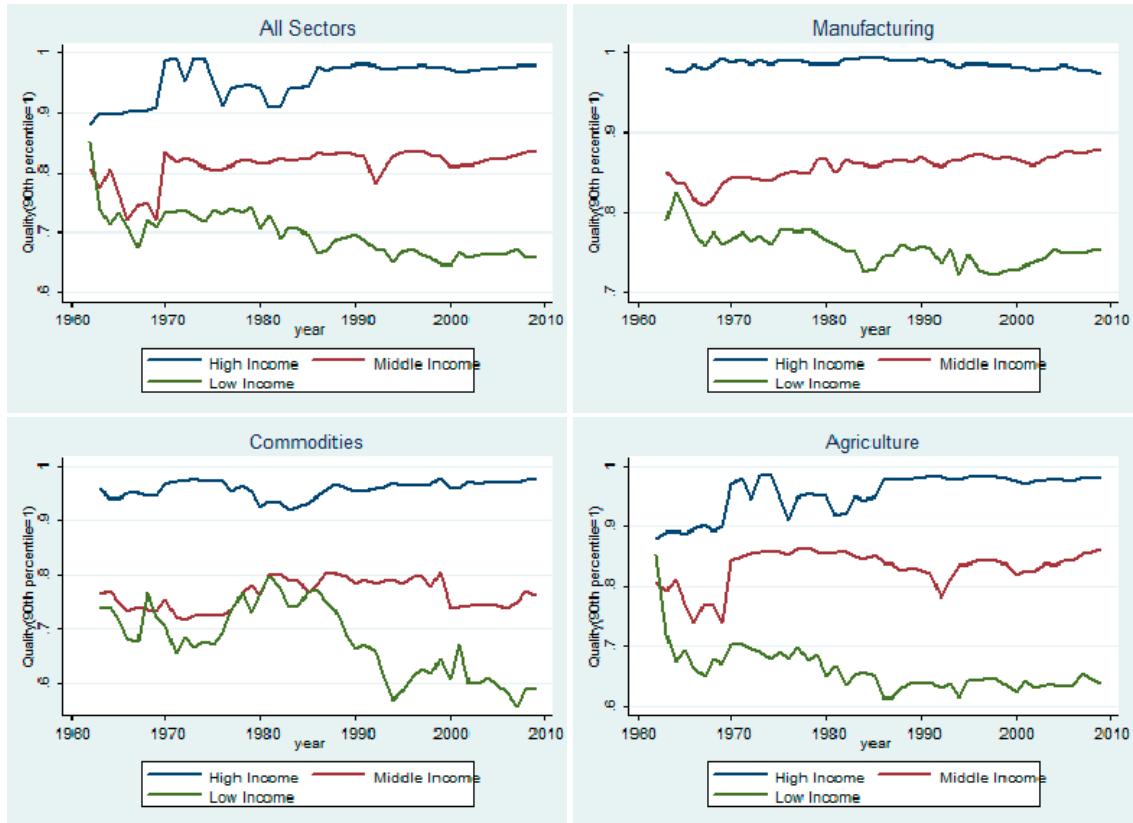 All Sectors
Quality(90th percentile=1)
1
.9
.8
.7
.6
1960 1970 1980 1990 2000 2010
year
High Income Middle Income
Low Income
Manufacturing
Quality(90th percentile=1)
1
.9
.8
.7
1960 1970 1980 1990 2000 2010
year
High Income Middle Income
Low Income
Commodities
Quality(90th percentile=1)
1
.9
.8
.7
.6
1960 1970 1980 1990 2000 2010
year
High Income Middle Income
Low Income
Agriculture
Quality(90th percentile=1)
1
.9
.8
.7
.6
1960 1970 1980 1990 2000 2010
year
High Income Middle Income
Low Income